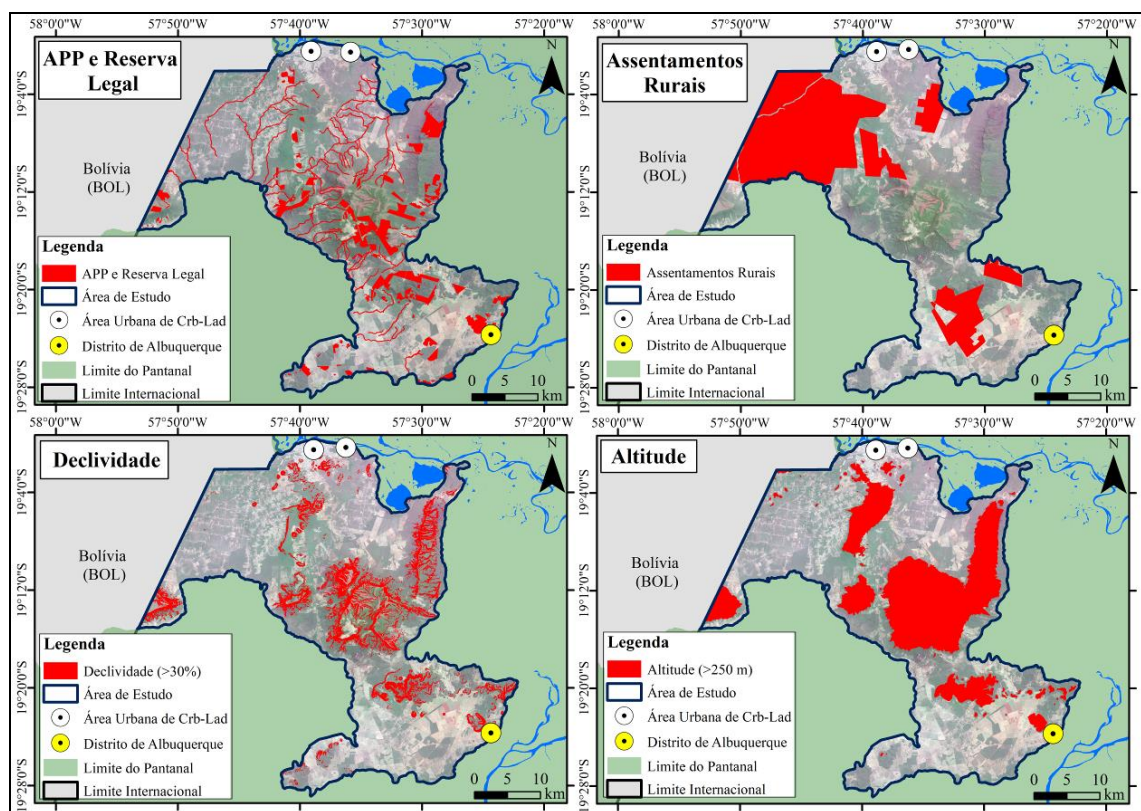 58°0'0"O 57°50'0"O 57°40'0"O 57°30'0"O 57°20'0"O
APP e Reserva
Legal
N
19°4'0"S
Bolívia
(BOL)
19°12'0"S
Legenda
APP e Reserva Legal
Área de Estudo
Área Urbana de Crb-Lad
Distrito de Albuquerque
Limite do Pantanal
Limite Internacional
19°20'0"S
19°28'0"S
0 5 10
km
58°0'0"O 57°50'0"O 57°40'0"O 57°30'0"O 57°20'0"O
Assentamentos
Rurais
N
19°4'0"S
Bolívia
(BOL)
19°12'0"S
Legenda
Assentamentos Rurais
Área de Estudo
Área Urbana de Crb-Lad
Distrito de Albuquerque
Limite do Pantanal
Limite Internacional
19°20'0"S
19°28'0"S
0 5 10
km
58°0'0"O 57°50'0"O 57°40'0"O 57°30'0"O 57°20'0"O
Declividade
N
19°4'0"S
Bolívia
(BOL)
19°12'0"S
Legenda
Declividade (>30%)
Área de Estudo
Área Urbana de Crb-Lad
Distrito de Albuquerque
Limite do Pantanal
Limite Internacional
19°20'0"S
19°28'0"S
0 5 10
km
58°0'0"O 57°50'0"O 57°40'0"O 57°30'0"O 57°20'0"O
Altitude
N
19°4'0"S
Bolívia
(BOL)
19°12'0"S
Legenda
Altitude (>250 m)
Área de Estudo
Área Urbana de Crb-Lad
Distrito de Albuquerque
Limite do Pantanal
Limite Internacional
19°20'0"S
19°28'0"S
0 5 10
km